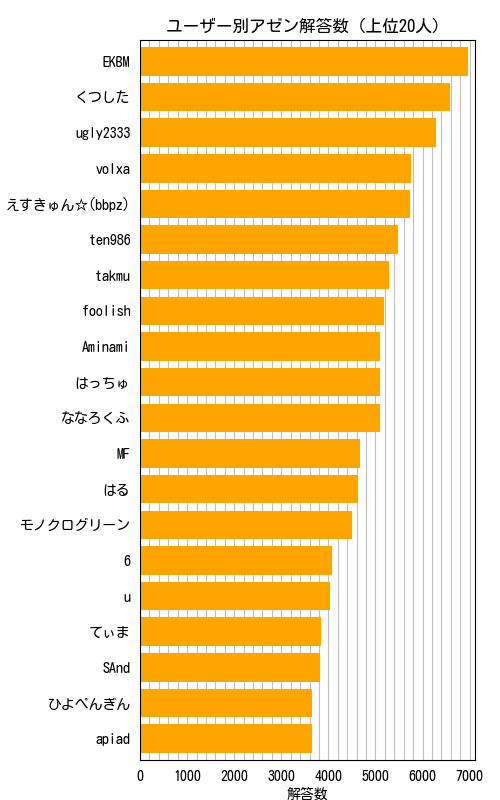 ユーザー別アゼン解答数 (上位20人)
EKBM
くつした
ugly2333
volxa
えすきゅん☆(bbpz)
ten986
takmu
foolish
Aminami
はっちゅ
ななろくふ
MF
はる
モノクログリーン
6
u
てぃま
SAnd
ひよぺんぎん
apiad
0 1000 2000 3000 4000 5000 6000 7000
解答数